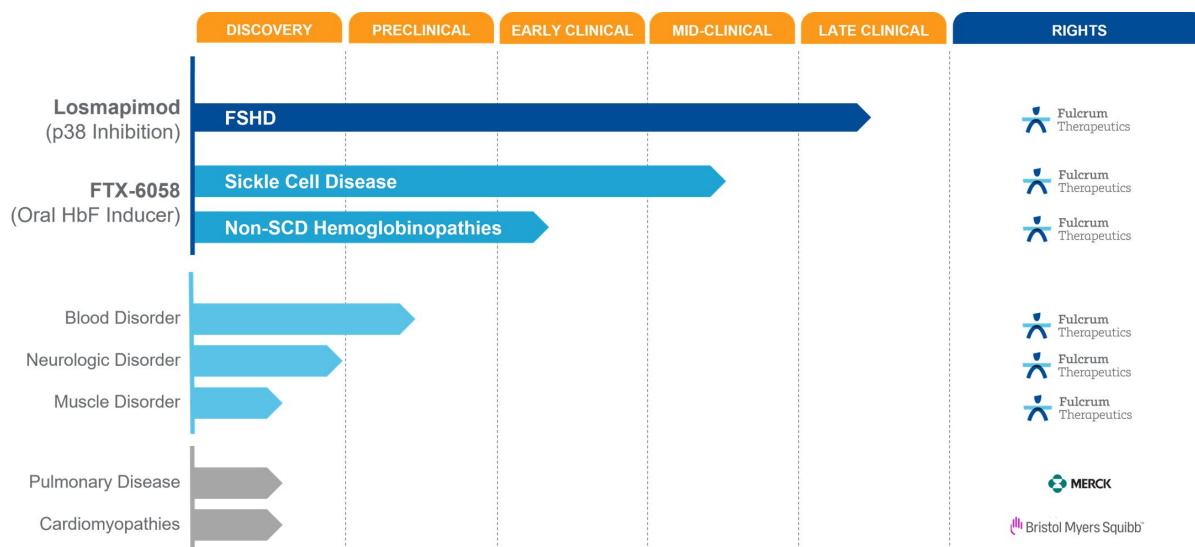 DISCOVERY PRECLINICAL EARLY CLINICAL MID-CLINICAL LATE CLINICAL RIGHTS
Losmapimod
(p38 Inhibition)
FSHD
Fulcrum
Therapeutics
FTX-6058
(Oral HbF Inducer)
Sickle Cell Disease
Fulcrum
Therapeutics
Non-SCD Hemoglobinopathies
Fulcrum
Therapeutics
Blood Disorder
Fulcrum
Therapeutics
Neurologic Disorder
Fulcrum
Therapeutics
Muscle Disorder
Fulcrum
Therapeutics
Pulmonary Disease
MERCK
Cardiomyopathies
Bristol Myers Squibb™